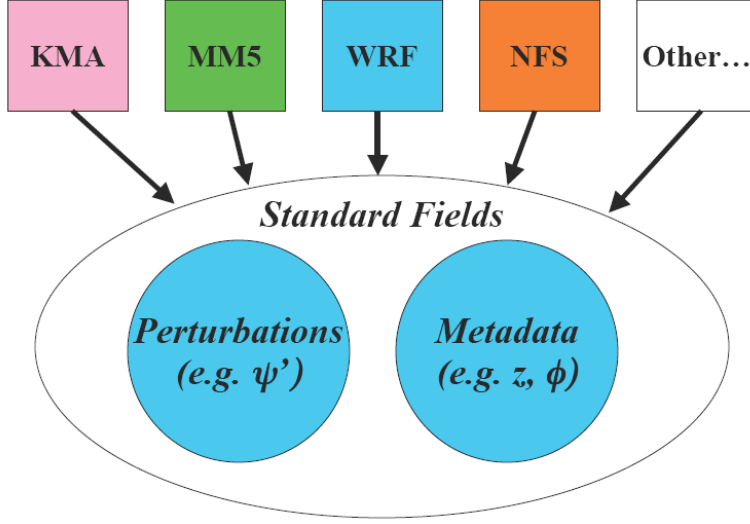 KMA
MM5
WRF
NFS
Other…
Standard Fields
Perturbations
(e.g. ψ’)
Metadata
(e.g. z, ϕ)